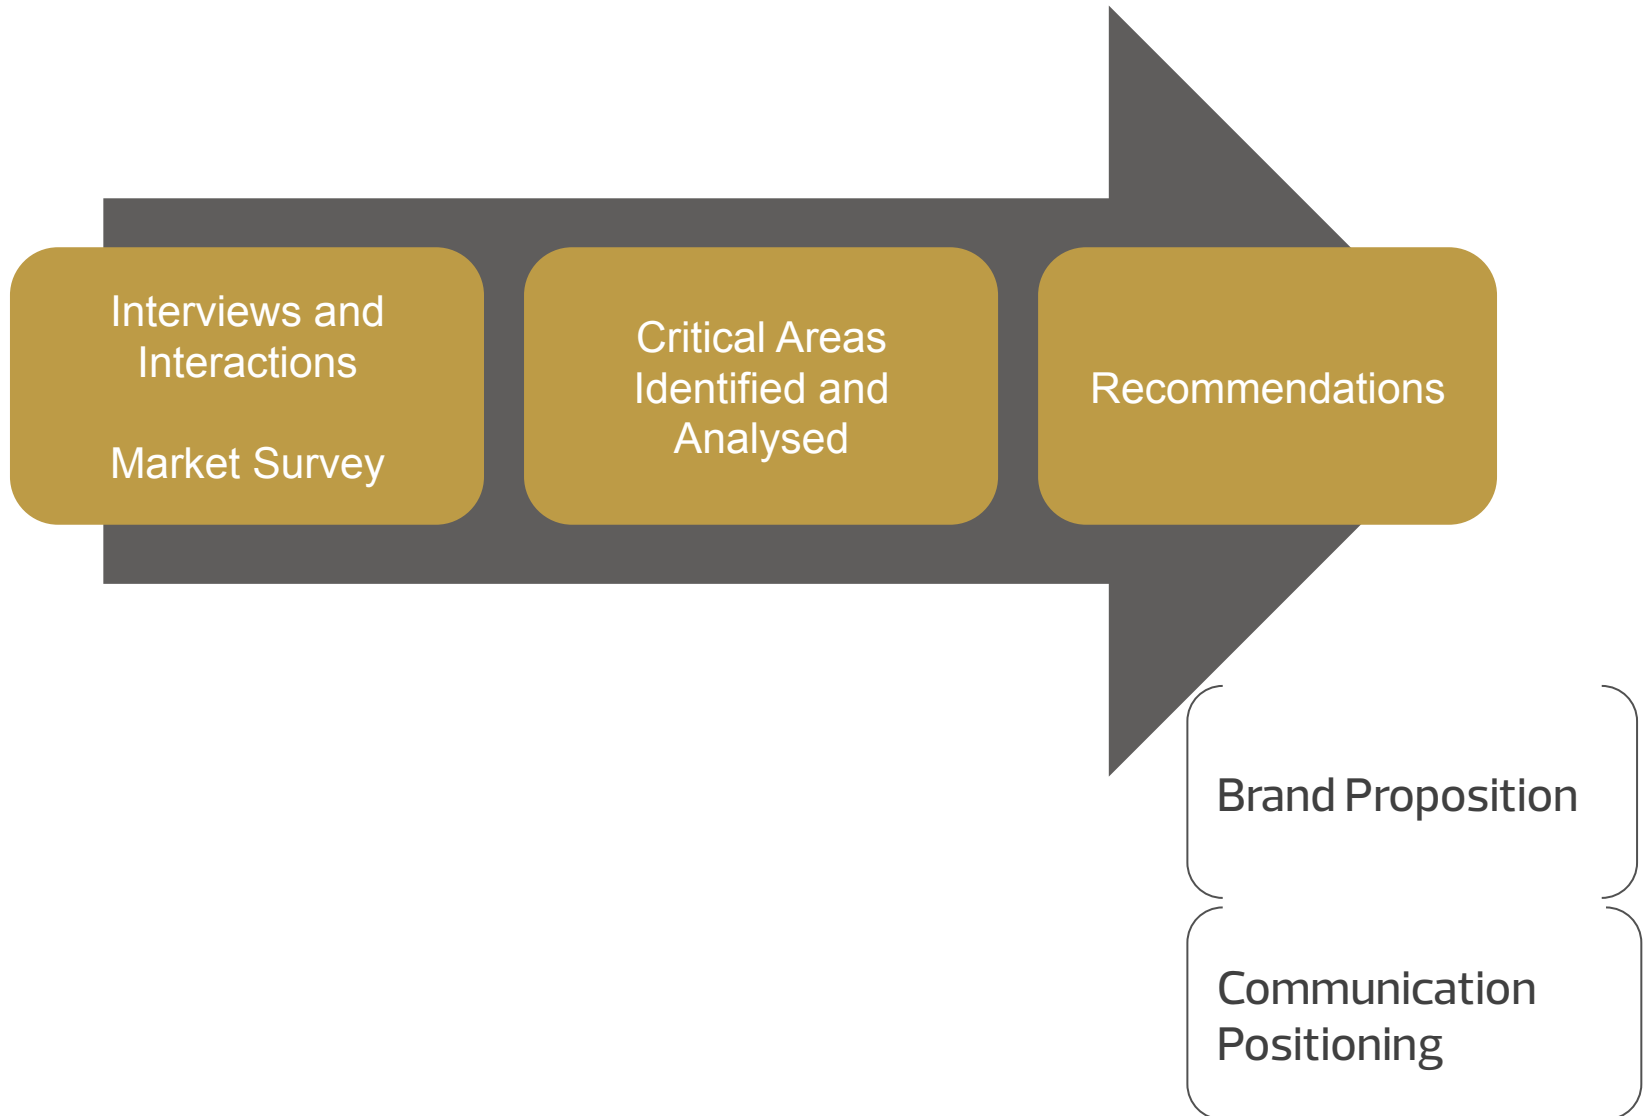 Interviews and
Interactions
Market Survey
Critical Areas
Identified and
Analysed
Recommendations
Brand Proposition
Communication
Positioning